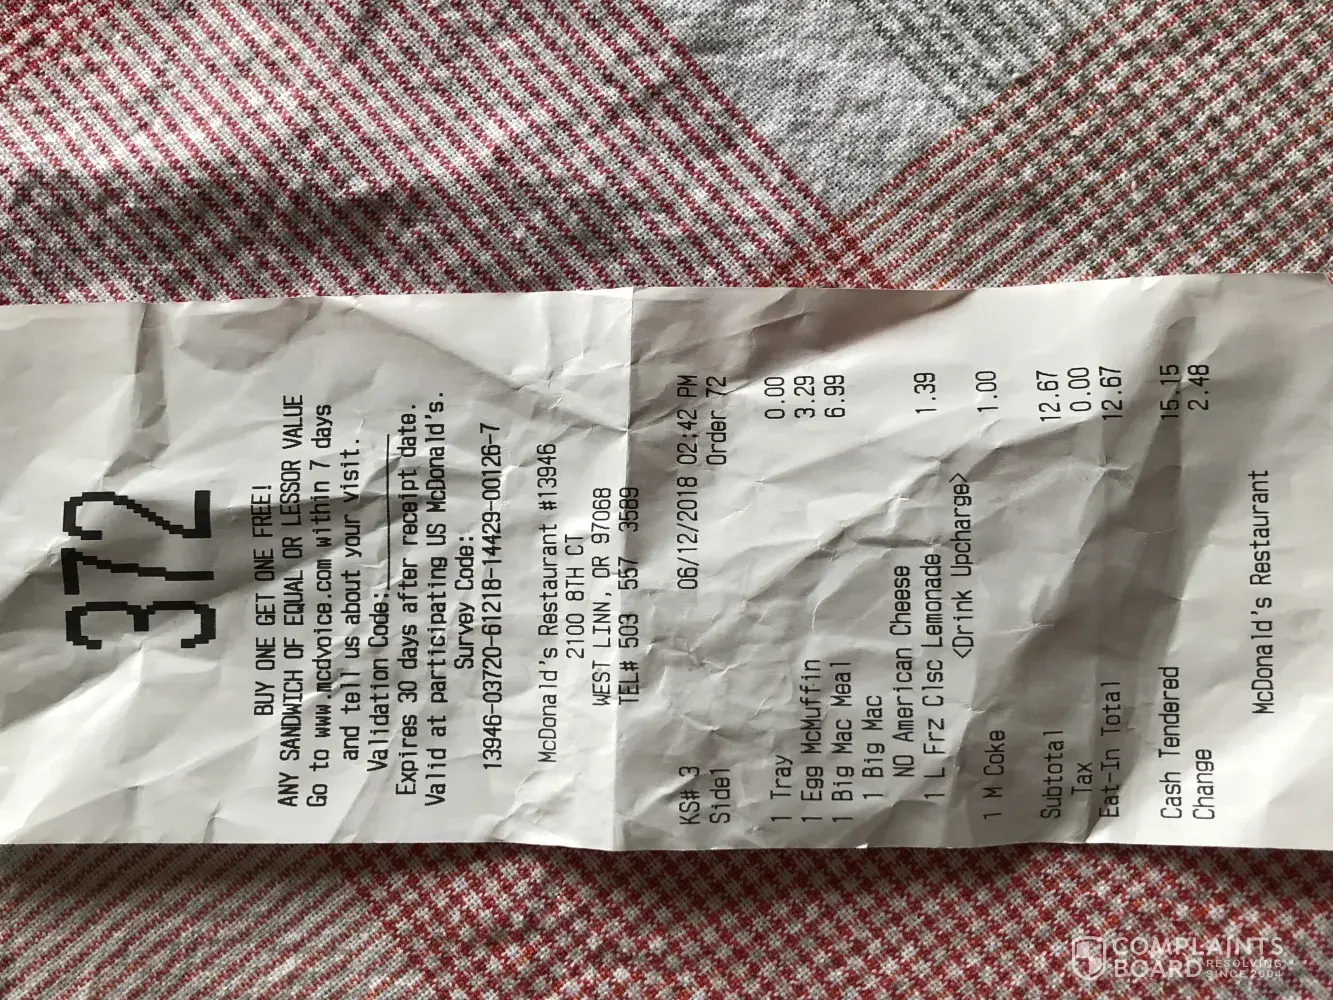 372
BUY ONE GET ONE FREE!
ANY SANDWICH OF EQUAL OR LESSOR VALUE
Go to www.mcdvoice.com within 7 days
and tell us about your visit.
Validation Code:
Expires 30 days after receipt date.
Valid at participating US McDonald's.
Survey Code:
13946-03720-61218-14429-00126-7
McDonald's Restaurant #13946
2100 8TH CT
WEST LINN, OR 97068
TEL# 503 557 3589
KS# 3 06/12/2018 02:42 PM
Side1 Order 72
1 Tray 0.00
1 Egg McMuffin 3.29
1 Big Mac Meal 6.99
1 Big Mac
NO American Cheese
1 L Frz Clsc Lemonade 1.39
<Drink Upcharge>
1 M Coke 1.00
Subtotal 12.67
Tax 0.00
Eat-In Total 12.67
Cash Tendered 15.15
Change 2.48
McDonald's Restaurant
COMPLAINTS
BOARD RESOLVING
SINCE 2004